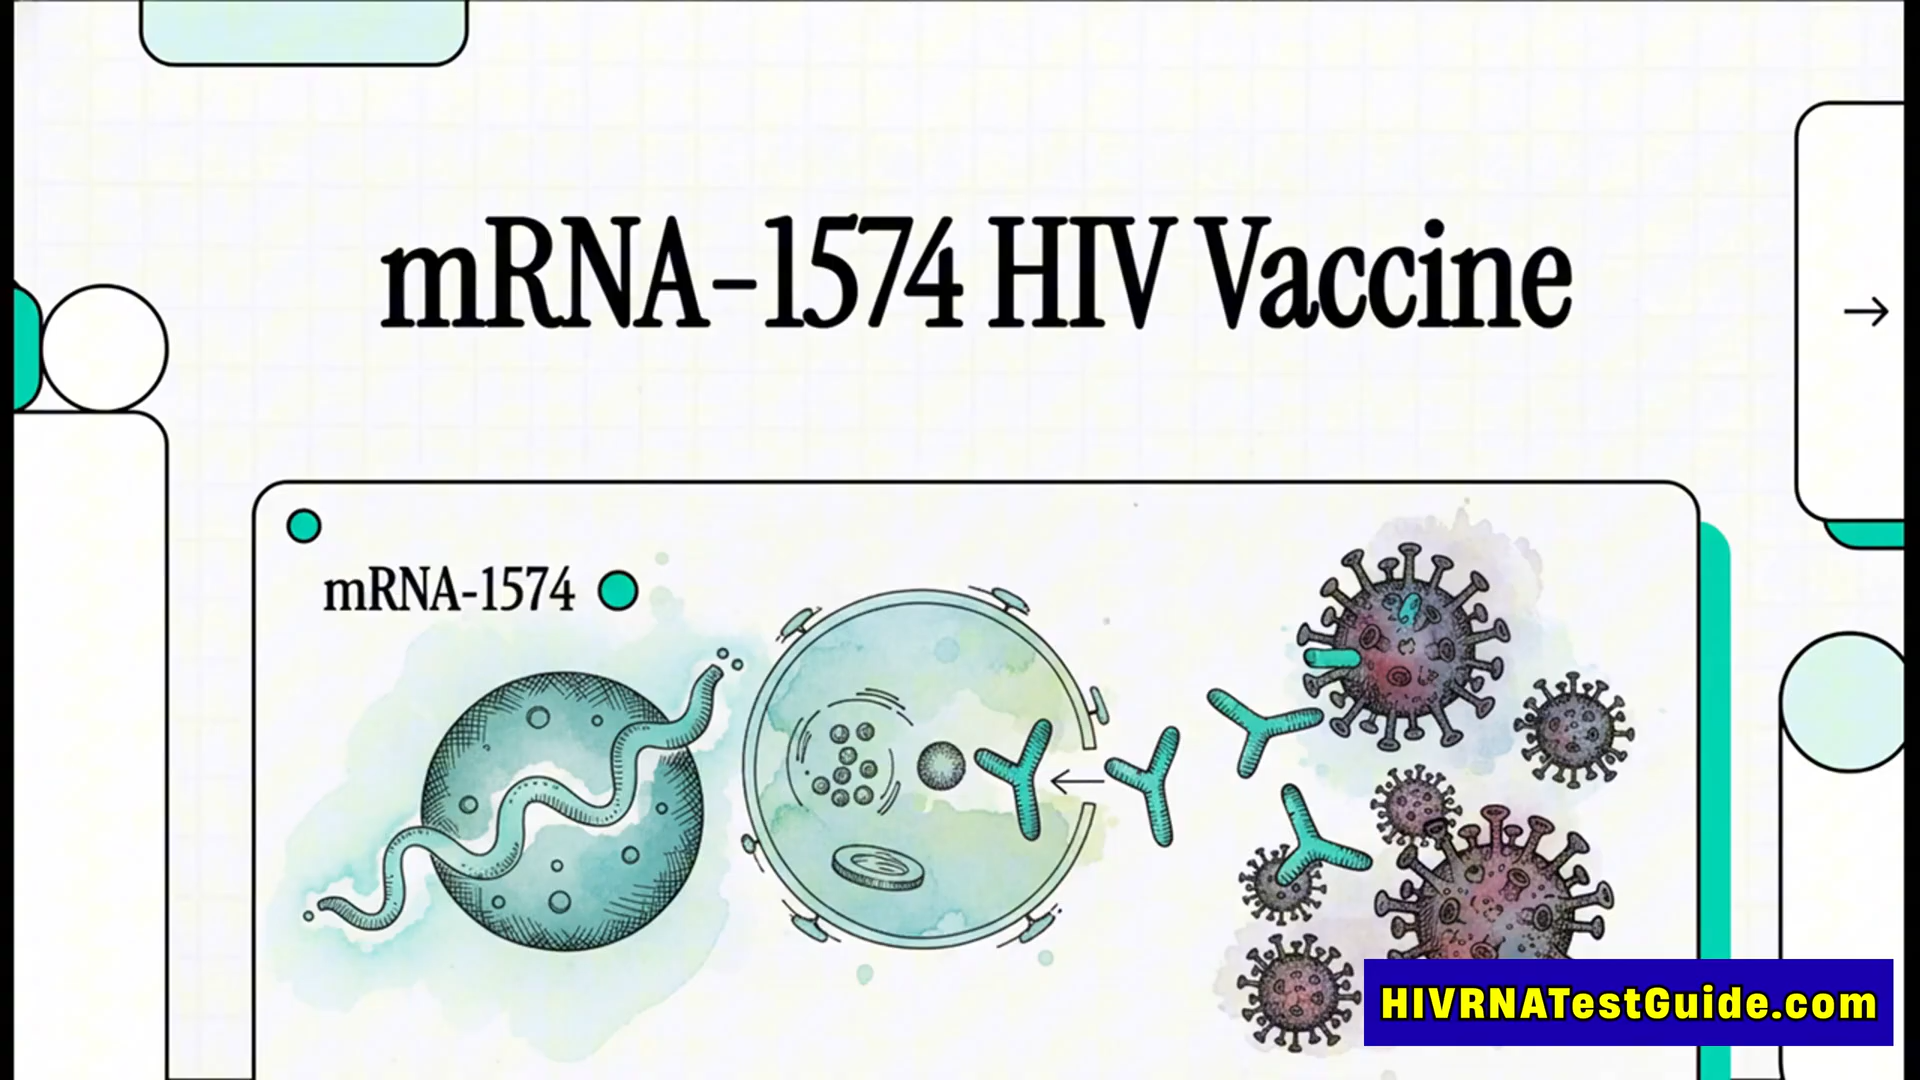 mRNA-1574 HIV Vaccine
mRNA-1574
HIVRNATestGuide.com